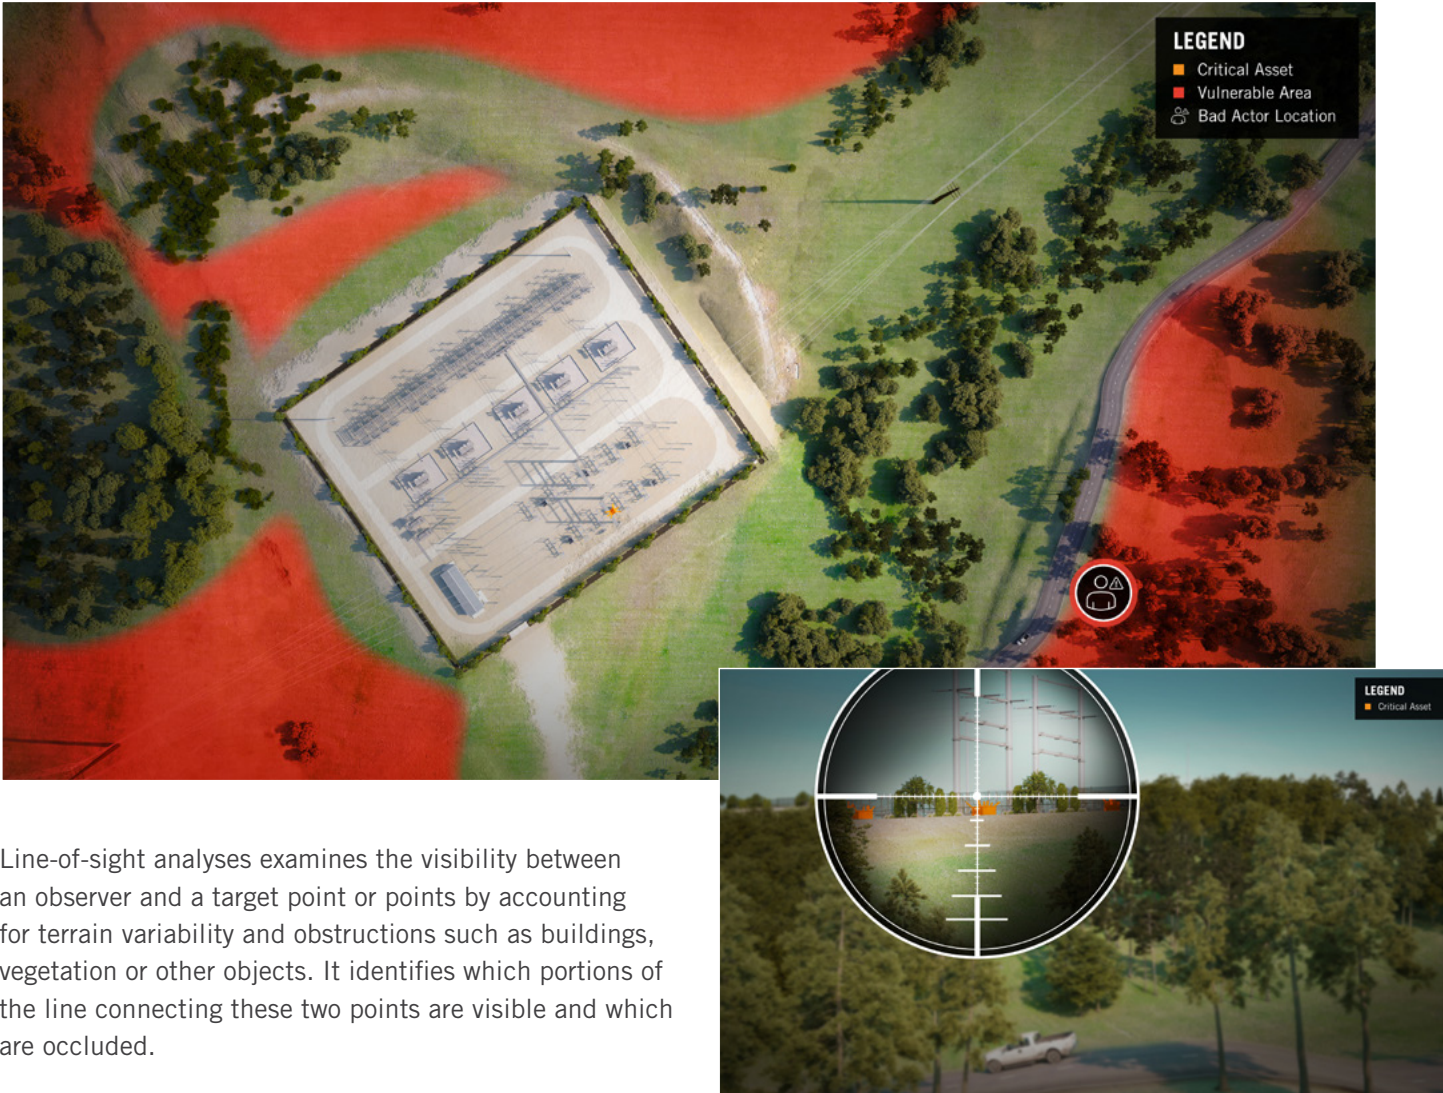 LEGEND
Critical Asset
Vulnerable Area
Bad Actor Location
LEGEND
Critical Asset
Line-of-sight analyses examines the visibility between
an observer and a target point or points by accounting
for terrain variability and obstructions such as buildings,
vegetation or other objects. It identifies which portions of
the line connecting these two points are visible and which
are occluded.